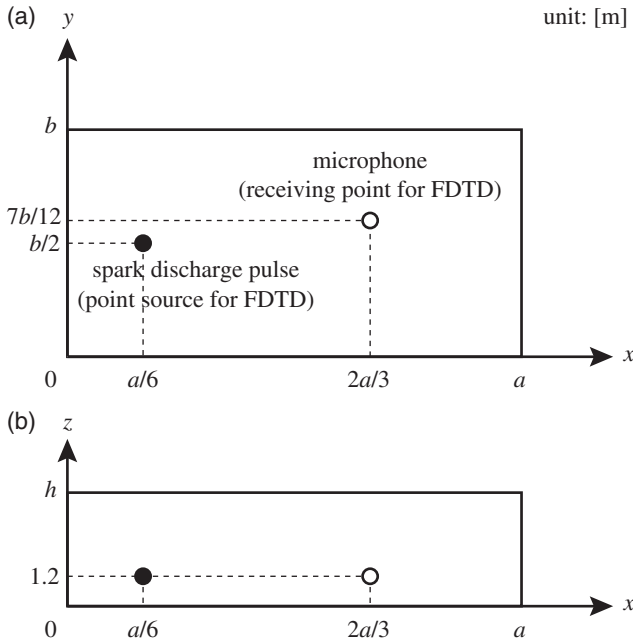 (a)
y
unit: [m]
b
microphone
(receiving point for FDTD)
7b/12
b/2
spark discharge pulse
(point source for FDTD)
0
a/6
2a/3
a
x
(b)
z
h
1.2
0
a/6
2a/3
a
x